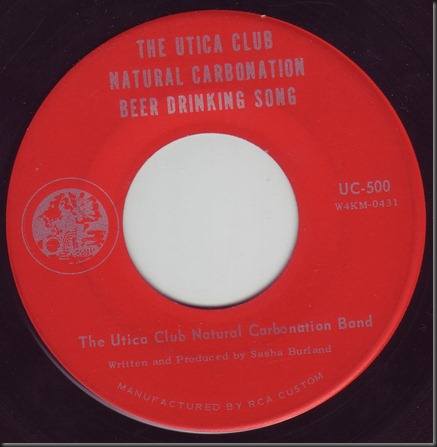 THE UTICA CLUB
NATURAL CARBONATION
BEER DRINKING SONG
UC-500
W4KM-0431
The Utica Club Natural Carbonation Band
Written and Produced by Sasha Burland
MANUFACTURED BY RCA CUSTOM